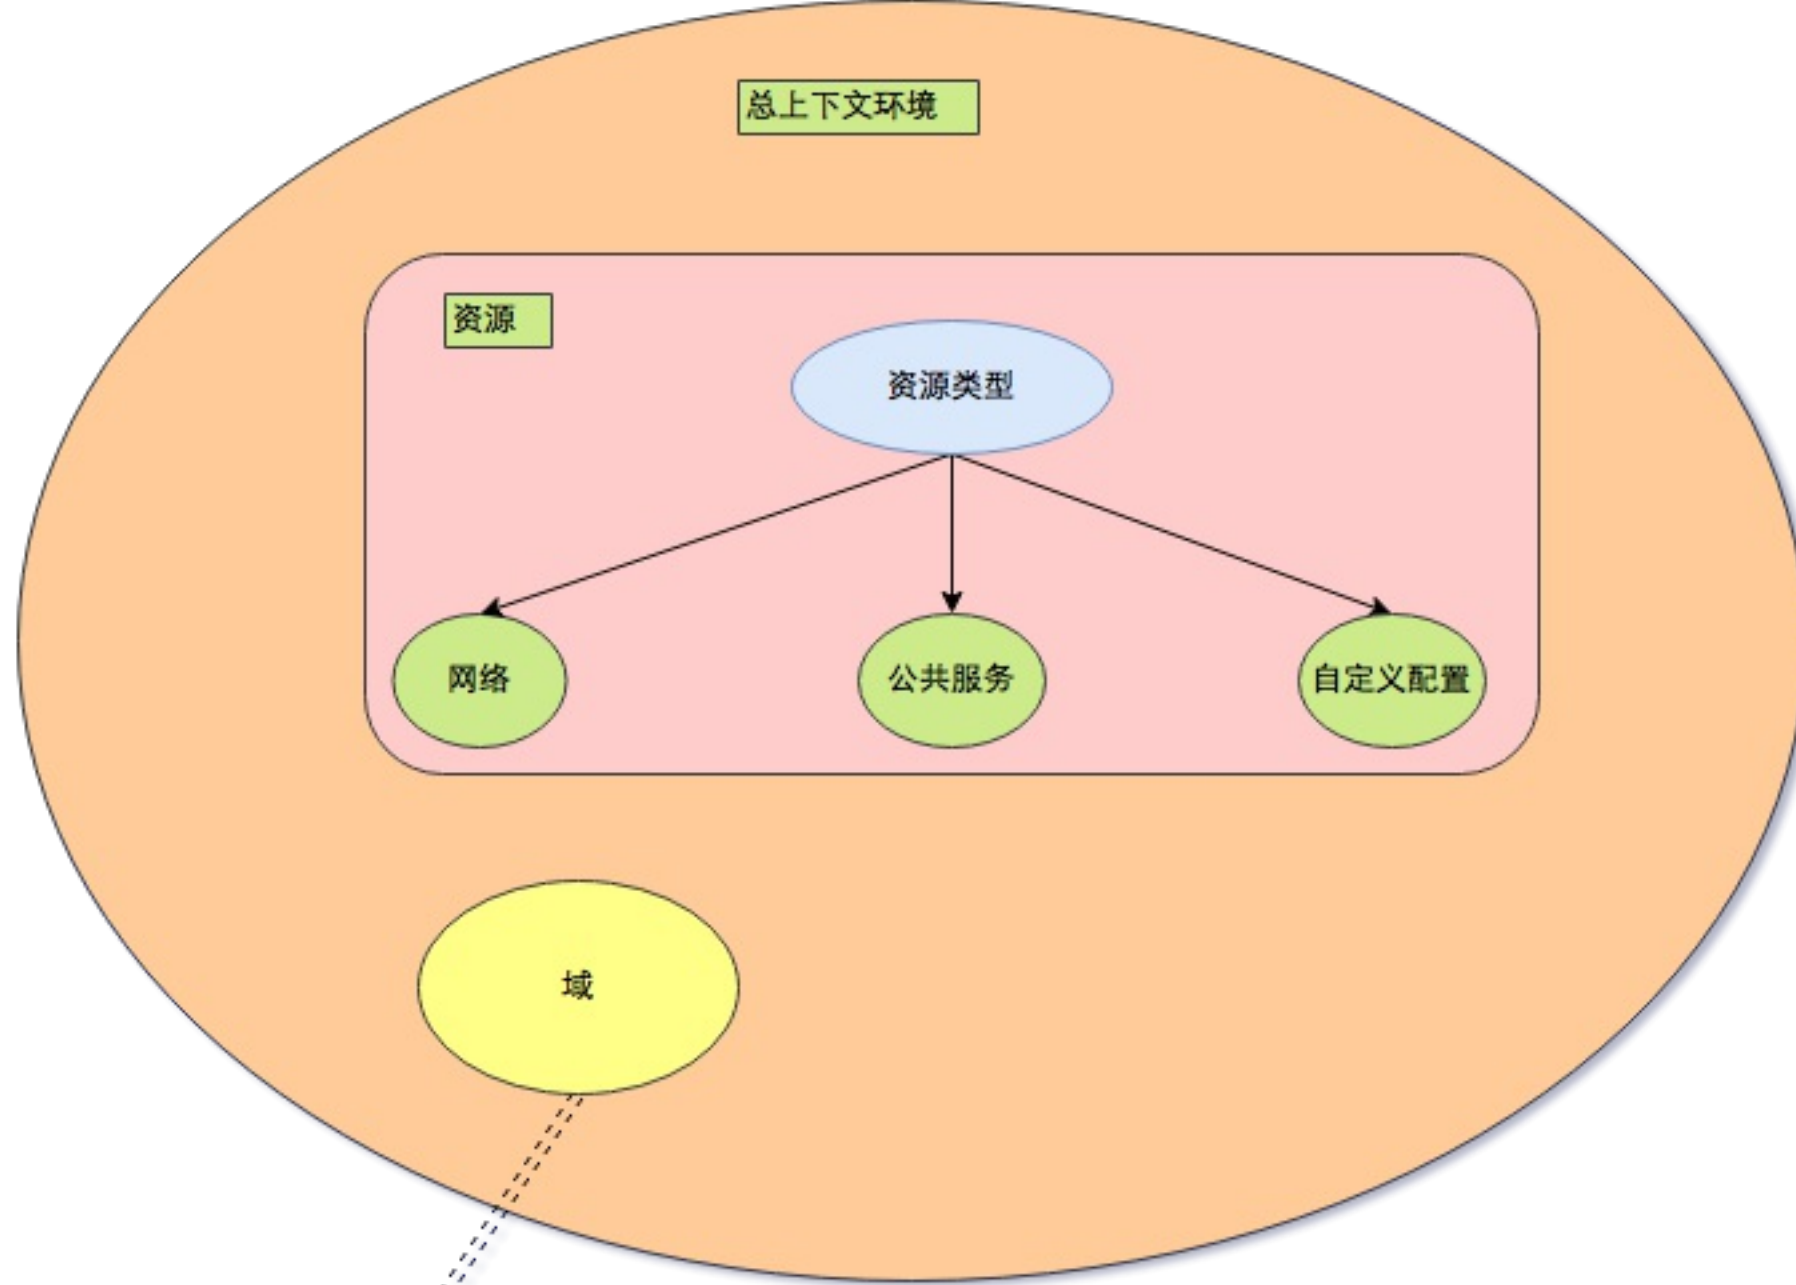 总上下文环境
资源
资源类型
网络
公共服务
自定义配置
域